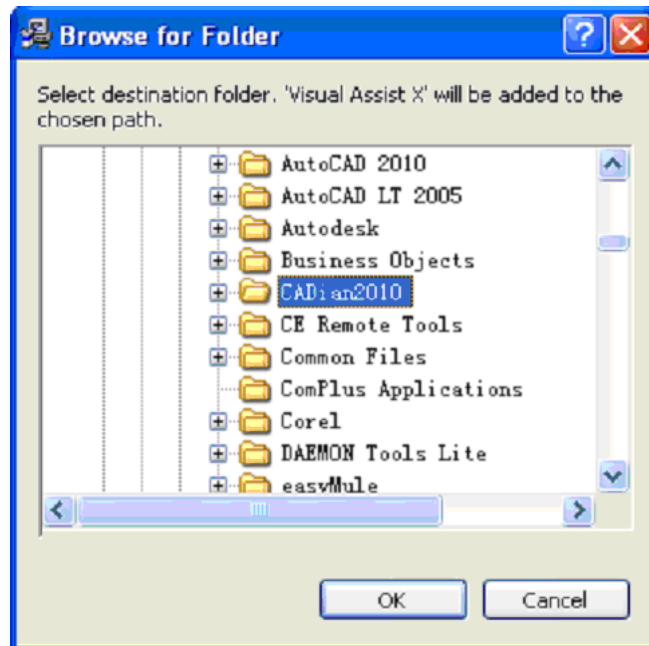 Browse for Folder
Select destination folder. 'Visual Assist X' will be added to the
chosen path.
AutoCAD 2010
AutoCAD LT 2005
Autodesk
Business Objects
CADian2010
CE Remote Tools
Common Files
ComPlus Applications
Corel
DAEMON Tools Lite
easyMule
OK Cancel